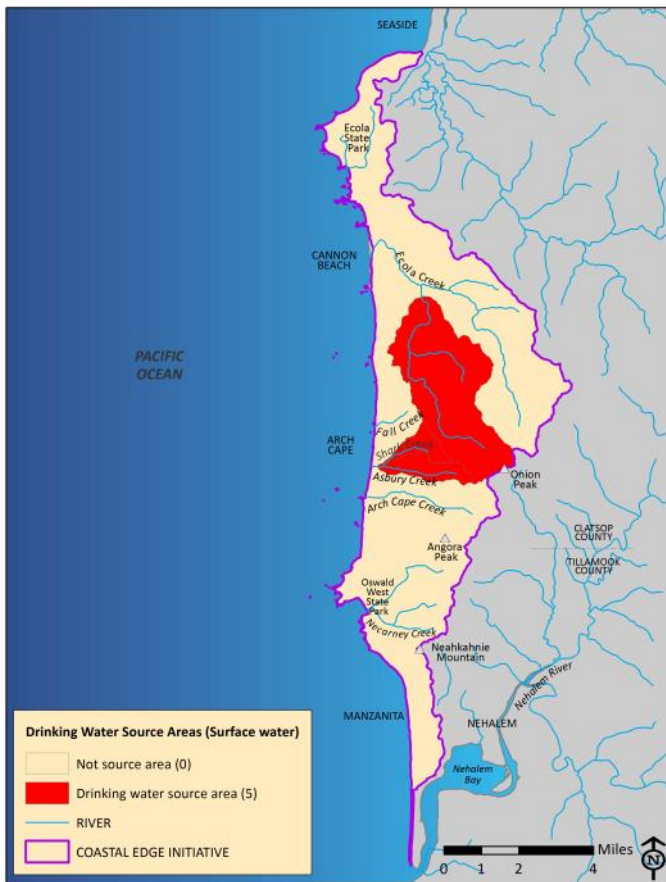 SEASIDE
Ecola
State
Park
CANNON
BEACH
Ecola Creek
PACIFIC
OCEAN
Fall Creek
ARCH
CAPE
Shark Creek
Onion
Peak
Asbury Creek
Arch Cape Creek
CLATSOP
COUNTY
Angora
Peak
TILLAMOOK
COUNTY
Oswald
West
State
Park
Necarney Creek
Neahkahnie
Mountain
Nehalem River
MANZANITA
NEHALEM
Nehalem
Bay
Drinking Water Source Areas (Surface water)
Not source area (0)
Drinking water source area (5)
RIVER
COASTAL EDGE INITIATIVE
Miles
0 1 2 4
N